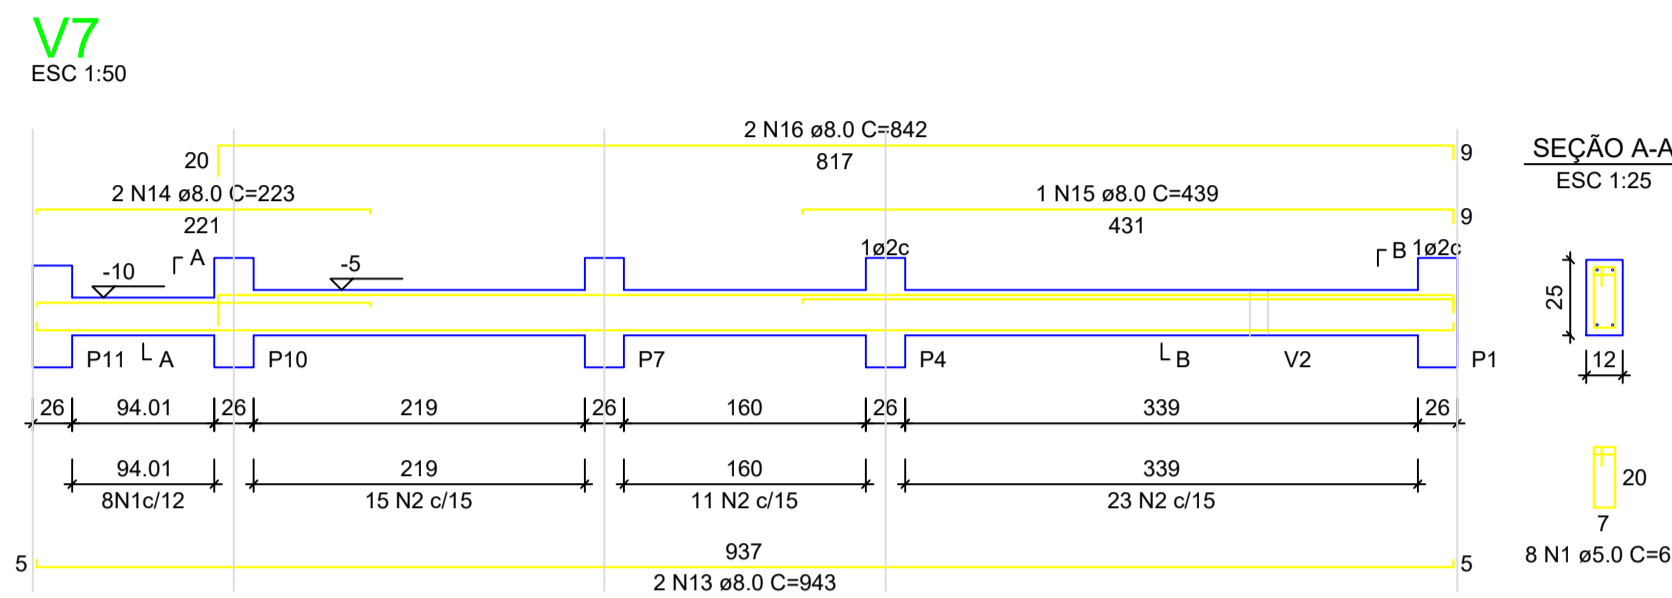 V7
ESC 1:50
2 N16 ø8.0 C=842
20
817
9
SEÇÃO A-A
ESC 1:25
2 N14 ø8.0 C=223
1 N15 ø8.0 C=439
221
431
9
A
1ø2c
B
1ø2c
-10
-5
25
P11
A
P10
P7
P4
B
V2
P1
12
26
94.01
26
219
26
160
26
339
26
94.01
219
160
339
20
8N1c/12
15 N2 c/15
11 N2 c/15
23 N2 c/15
7
5
937
5
8 N1 ø5.0 C=6
2 N13 ø8.0 C=943